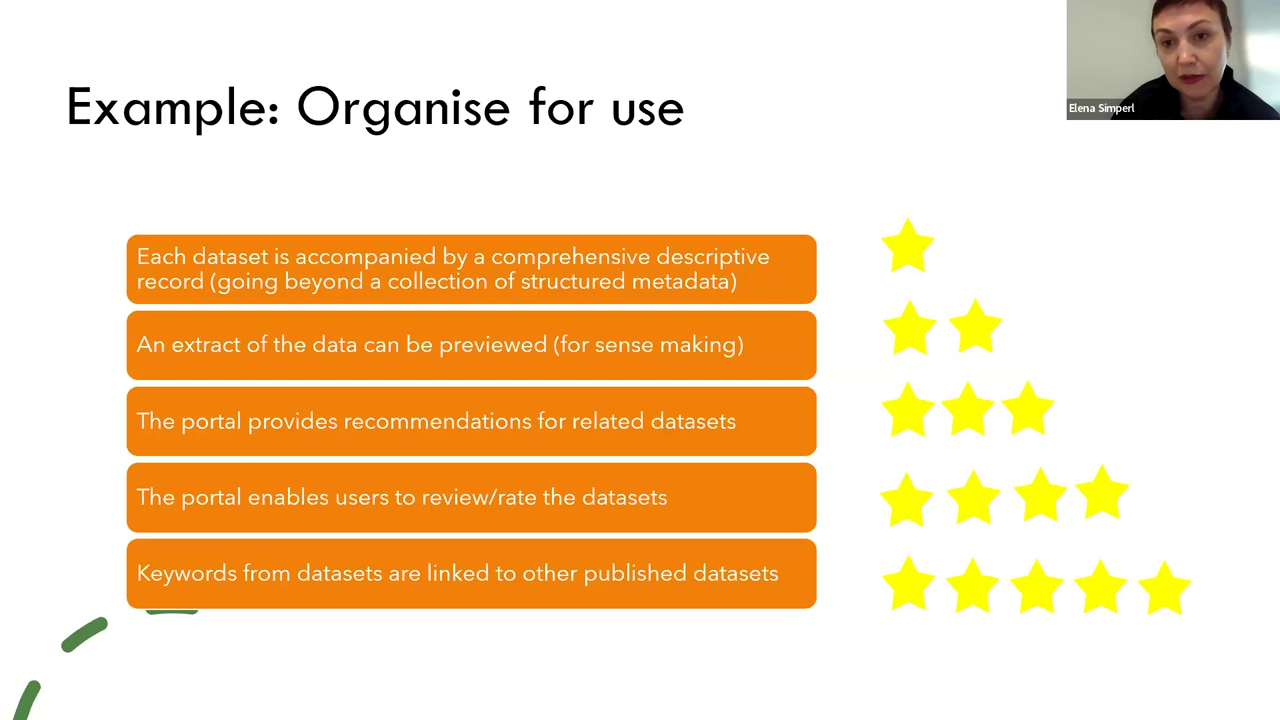 Elena Simperl
Example: Organise for use
Each dataset is accompanied by a comprehensive descriptive
record (going beyond a collection of structured metadata)
An extract of the data can be previewed (for sense making)
The portal provides recommendations for related datasets
The portal enables users to review/rate the datasets
Keywords from datasets are linked to other published datasets